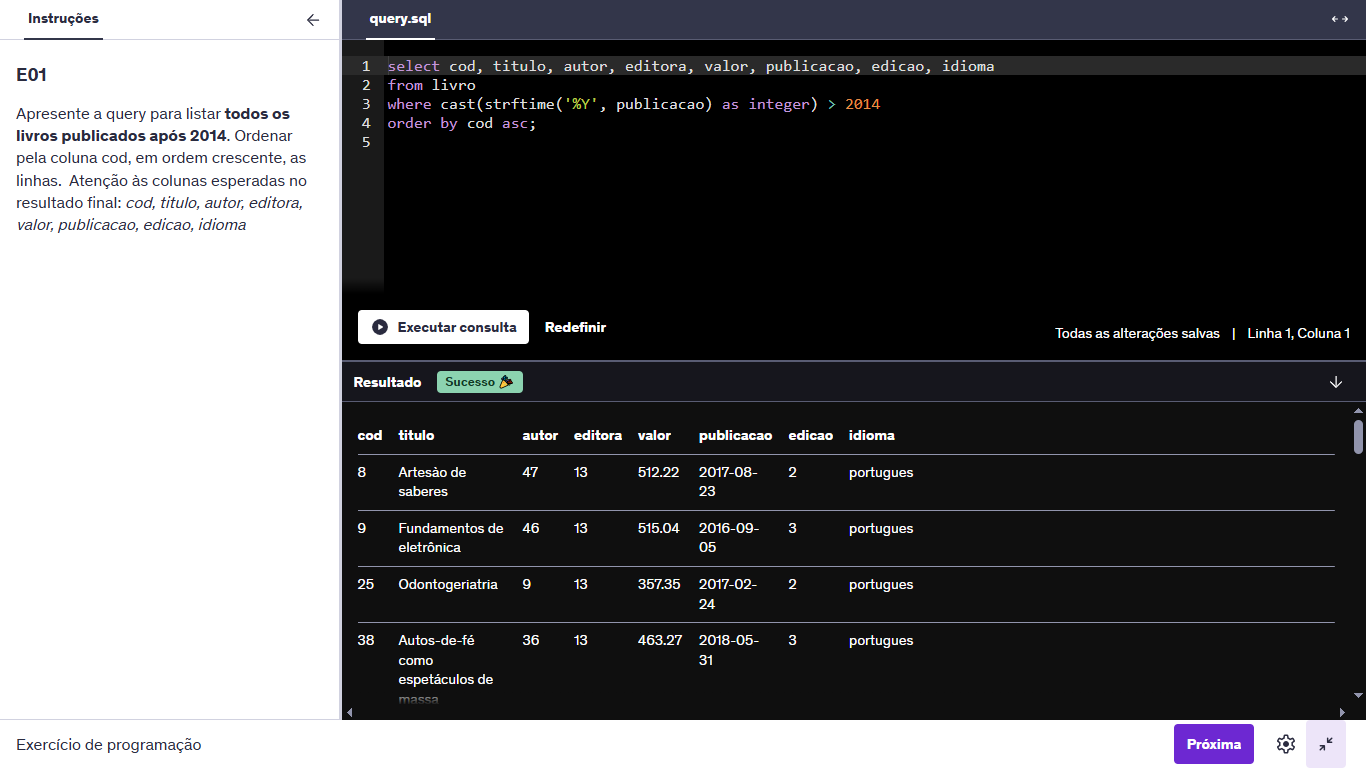 Instruções
query.sql
E01
Apresente a query para listar todos os
livros publicados após 2014. Ordenar
pela coluna cod, em ordem crescente, as
linhas. Atenção às colunas esperadas no
resultado final: cod, titulo, autor, editora,
valor, publicacao, edicao, idioma
1 select cod, titulo, autor, editora, valor, publicacao, edicao, idioma
2 from livro
3 where cast(strftime('%Y', publicacao) as integer) > 2014
4 order by cod asc;
5
Executar consulta Redefinir
Todas as alterações salvas | Linha 1, Coluna 1
Resultado Sucesso
cod titulo autor editora valor publicacao edicao idioma
8 Artesào de 47 13 512.22 2017-08- 2 portugues
saberes 23
9 Fundamentos de 46 13 515.04 2016-09- 3 portugues
eletrônica 05
25 Odontogeriatria 9 13 357.35 2017-02- 2 portugues
24
38 Autos-de-fé 36 13 463.27 2018-05- 3 portugues
como 31
espetáculos de
massa
Exercício de programação
Próxima